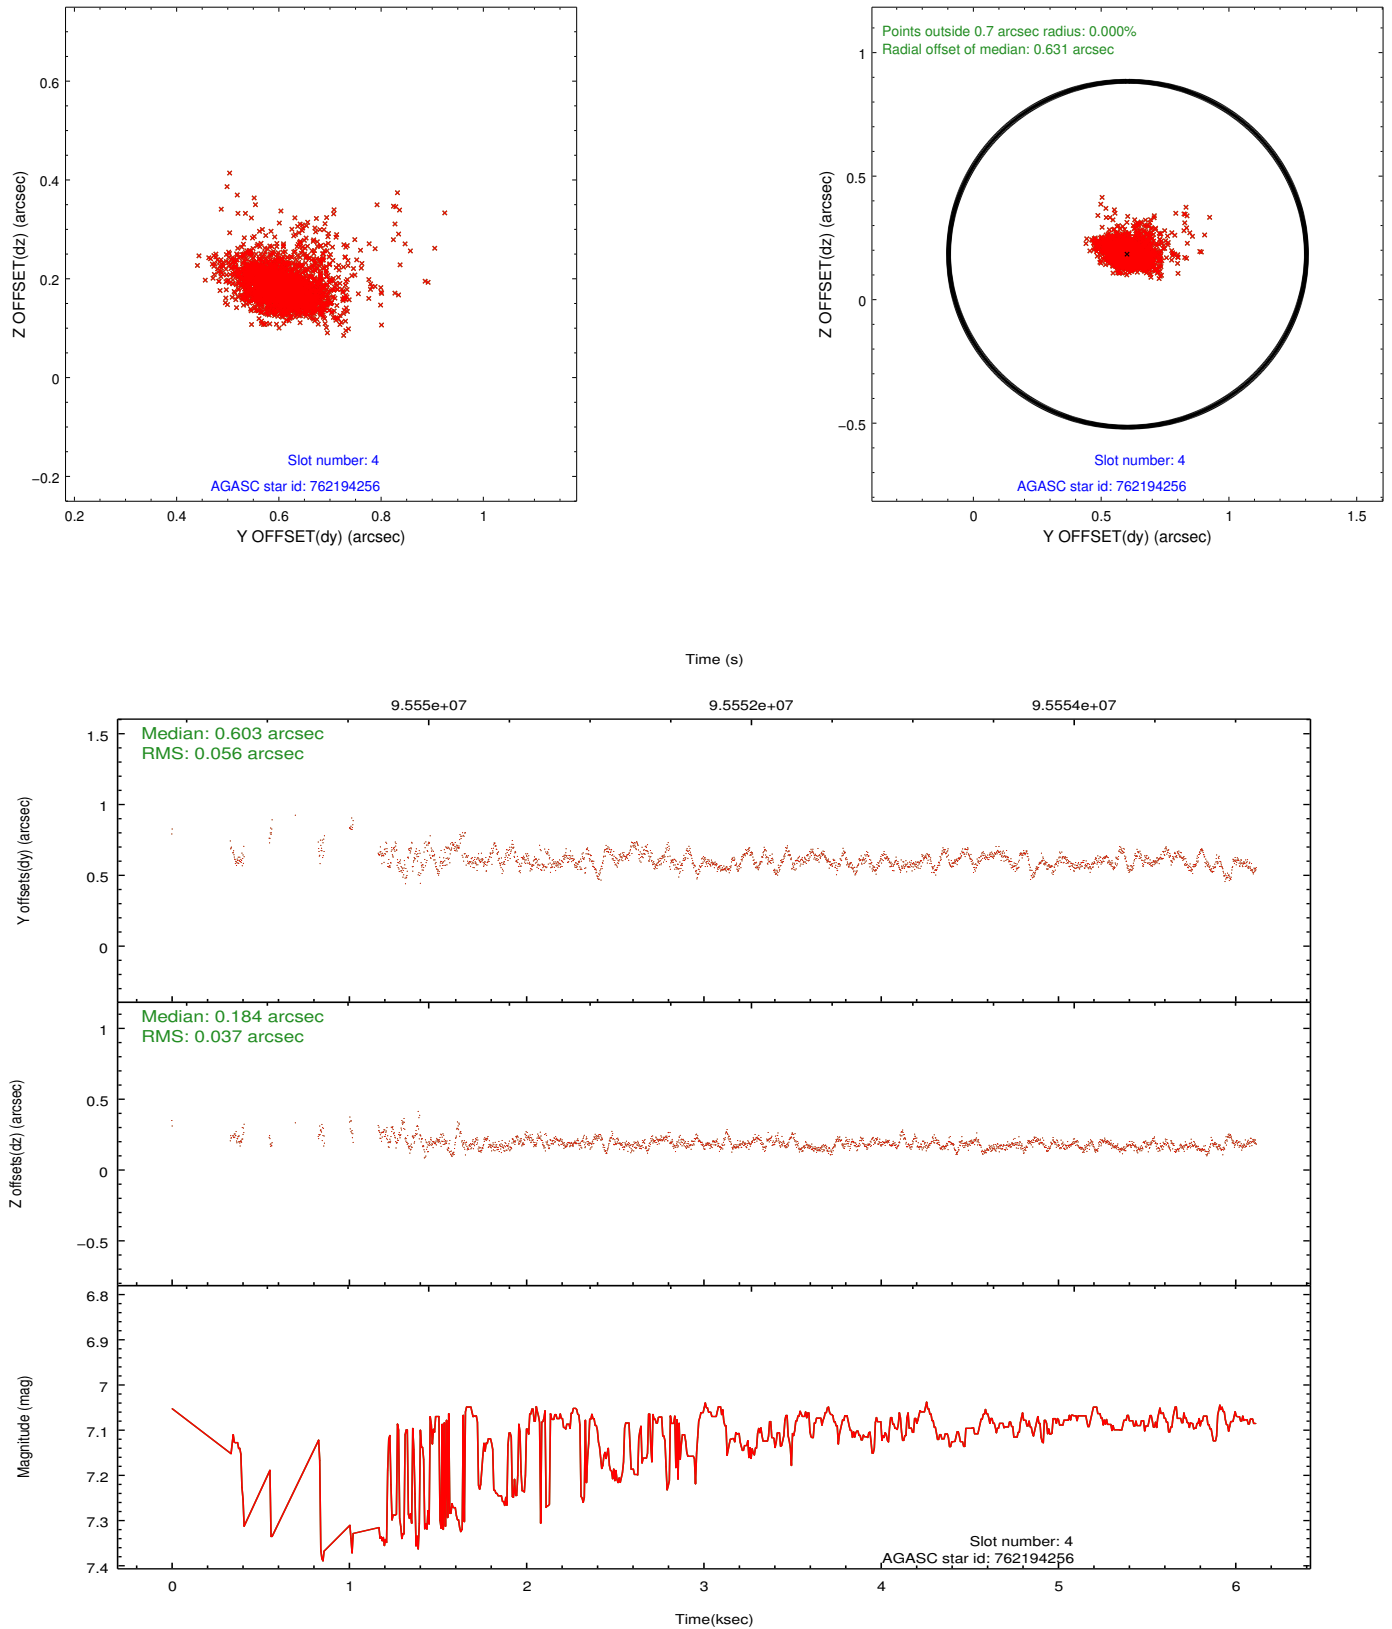 0.6
0.4
0.2
0
−0.2
Z OFFSET(dz) (arcsec)
Slot number: 4
AGASC star id: 762194256
0.2 0.4 0.6 0.8 1
Y OFFSET(dy) (arcsec)
Points outside 0.7 arcsec radius: 0.000%
Radial offset of median: 0.631 arcsec
1
0.5
0
−0.5
Z OFFSET(dz) (arcsec)
Slot number: 4
AGASC star id: 762194256
0 0.5 1 1.5
Y OFFSET(dy) (arcsec)
Time (s)
9.555e+07 9.5552e+07 9.5554e+07
Median: 0.603 arcsec
RMS: 0.056 arcsec
1.5
1
0.5
0
Y offsets(dy) (arcsec)
Median: 0.184 arcsec
RMS: 0.037 arcsec
1
0.5
0
−0.5
Z offsets(dz) (arcsec)
6.8
6.9
7
7.1
7.2
7.3
7.4
Magnitude (mag)
Slot number: 4
AGASC star id: 762194256
0 1 2 3 4 5 6
Time(ksec)